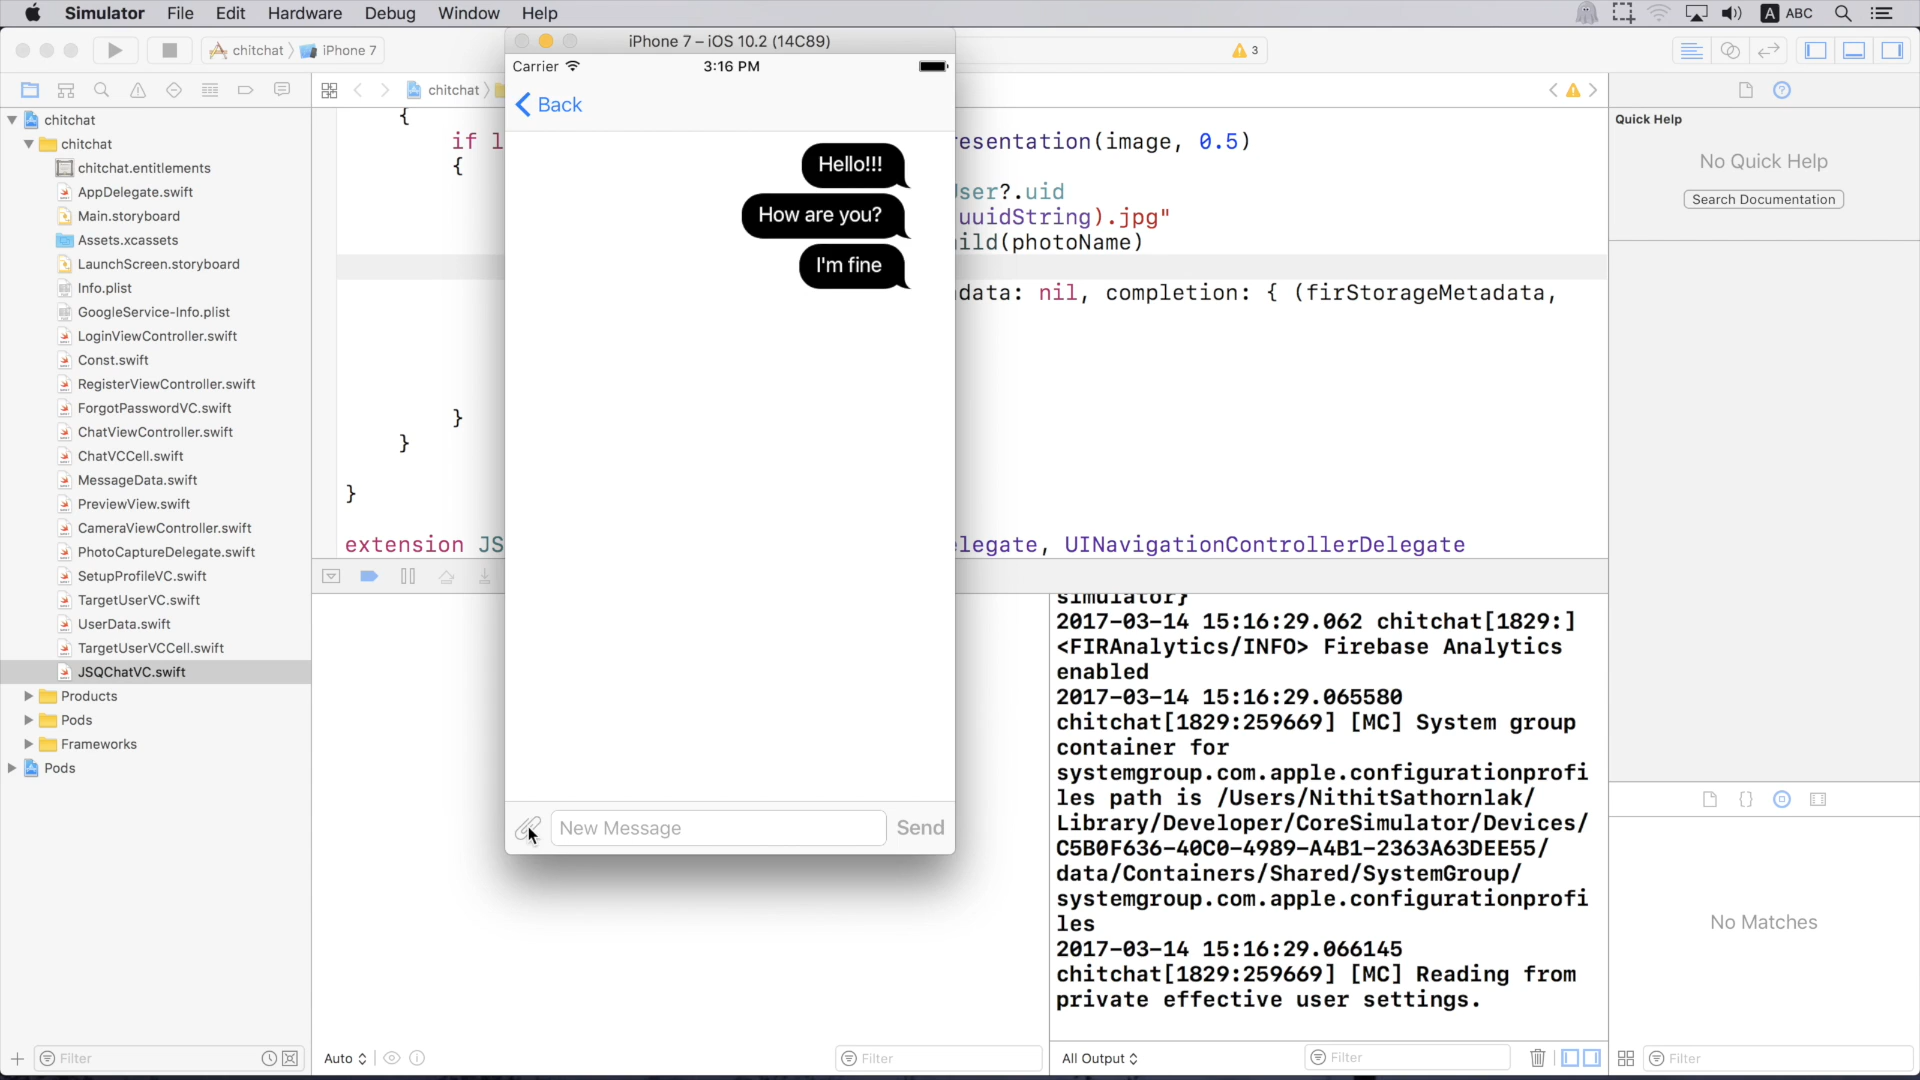 Simulator File Edit Hardware Debug Window Help
A ABC
chitchat iPhone 7
iPhone 7 – iOS 10.2 (14C89)
3
Carrier 3:16 PM
Back
Hello!!!
How are you?
I'm fine
New Message Send
chitchat
chitchat
chitchat
chitchat.entitlements
AppDelegate.swift
Main.storyboard
Assets.xcassets
LaunchScreen.storyboard
Info.plist
GoogleService-Info.plist
LoginViewController.swift
Const.swift
RegisterViewController.swift
ForgotPasswordVC.swift
ChatViewController.swift
ChatVCCell.swift
MessageData.swift
PreviewView.swift
CameraViewController.swift
PhotoCaptureDelegate.swift
SetupProfileVC.swift
TargetUserVC.swift
UserData.swift
TargetUserVCCell.swift
JSQChatVC.swift
Products
Pods
Frameworks
Pods
{
if l esentation(image, 0.5)
{
ser?.uid
uuidString).jpg"
ild(photoName)
data: nil, completion: { (firStorageMetadata,
}
}
}
extension JS legate, UINavigationControllerDelegate
simulator}
2017-03-14 15:16:29.062 chitchat[1829:]
<FIRAnalytics/INFO> Firebase Analytics
enabled
2017-03-14 15:16:29.065580
chitchat[1829:259669] [MC] System group
container for
systemgroup.com.apple.configurationprofi
les path is /Users/NithitSathornlak/
Library/Developer/CoreSimulator/Devices/
C5B0F636-40C0-4989-A4B1-2363A63DEE55/
data/Containers/Shared/SystemGroup/
systemgroup.com.apple.configurationprofi
les
2017-03-14 15:16:29.066145
chitchat[1829:259669] [MC] Reading from
private effective user settings.
Quick Help
No Quick Help
Search Documentation
No Matches
Filter
Auto
Filter
All Output
Filter
Filter